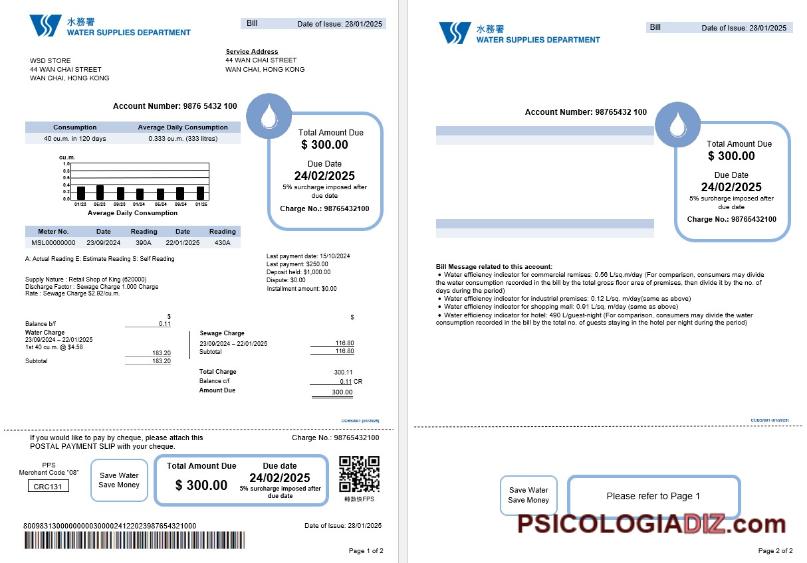 水務署
WATER SUPPLIES DEPARTMENT
Bill Date of Issue: 28/01/2025
WSD STORE
44 WAN CHAI STREET
WAN CHAI, HONG KONG
Service Address
44 WAN CHAI STREET
WAN CHAI, HONG KONG
Account Number: 9876 5432 100
Consumption Average Daily Consumption
40 cu.m. in 120 days 0.333 cu.m. (333 litres)
cu.m.
1.0
0.8
0.6
0.4
0.2
0.0
01/23 05/23 09/23 01/24 05/24 09/24 01/25
Average Daily Consumption
Total Amount Due
$ 300.00
Due Date
24/02/2025
5% surcharge imposed after
due date
Charge No.: 98765432100
Meter No. Date Reading Date Reading
MSL00000000 23/09/2024 390A 22/01/2025 430A
A: Actual Reading E: Estimate Reading S: Self Reading
Last payment date: 15/10/2024
Last payment: $250.00
Deposit held: $1,000.00
Dispute: $0.00
Installment amount: $0.00
Supply Nature : Retail Shop of King (620000)
Discharge Factor : Sewage Charge 1.000 Charge
Rate : Sewage Charge $2.92/cu.m.
$
Balance b/f 0.11
Water Charge
23/09/2024 – 22/01/2025
1st 40 cu.m. @ $4.58 183.20
Subtotal 183.20
$
Sewage Charge
23/09/2024 – 22/01/2025 116.80
Subtotal 116.80
Total Charge 300.11
Balance c/f 0.11 CR
Amount Due 300.00
If you would like to pay by cheque, please attach this
POSTAL PAYMENT SLIP with your cheque.
Charge No.: 98765432100
PPS
Merchant Code "08"
CRC131
Save Water
Save Money
Total Amount Due
$ 300.00
Due date
24/02/2025
5% surcharge imposed after
due date
轉數快FPS
Date of Issue: 28/01/2025
Page 1 of 2
水務署
WATER SUPPLIES DEPARTMENT
Bill Date of Issue: 28/01/2025
Account Number: 98765432 100
Total Amount Due
$ 300.00
Due Date
24/02/2025
5% surcharge imposed after
due date
Charge No.: 98765432100
Bill Message related to this account:
• Water efficiency indicator for commercial premises: 0.56 L/sq.m/day (For comparison, consumers may divide
the water consumption recorded in the bill by the total gross floor area of premises, then divide it by the no. of
days during the period)
• Water efficiency indicator for industrial premises: 0.12 L/sq. m/day(same as above)
• Water efficiency indicator for shopping mall: 0.91 L/sq. m/day (same as above)
• Water efficiency indicator for hotel: 490 L/guest-night (For comparison, consumers may divide the water
consumption recorded in the bill by the total no. of guests staying in the hotel per night during the period)
Save Water
Save Money
Please refer to Page 1
PSICOLOGIADIZ.com
Page 2 of 2